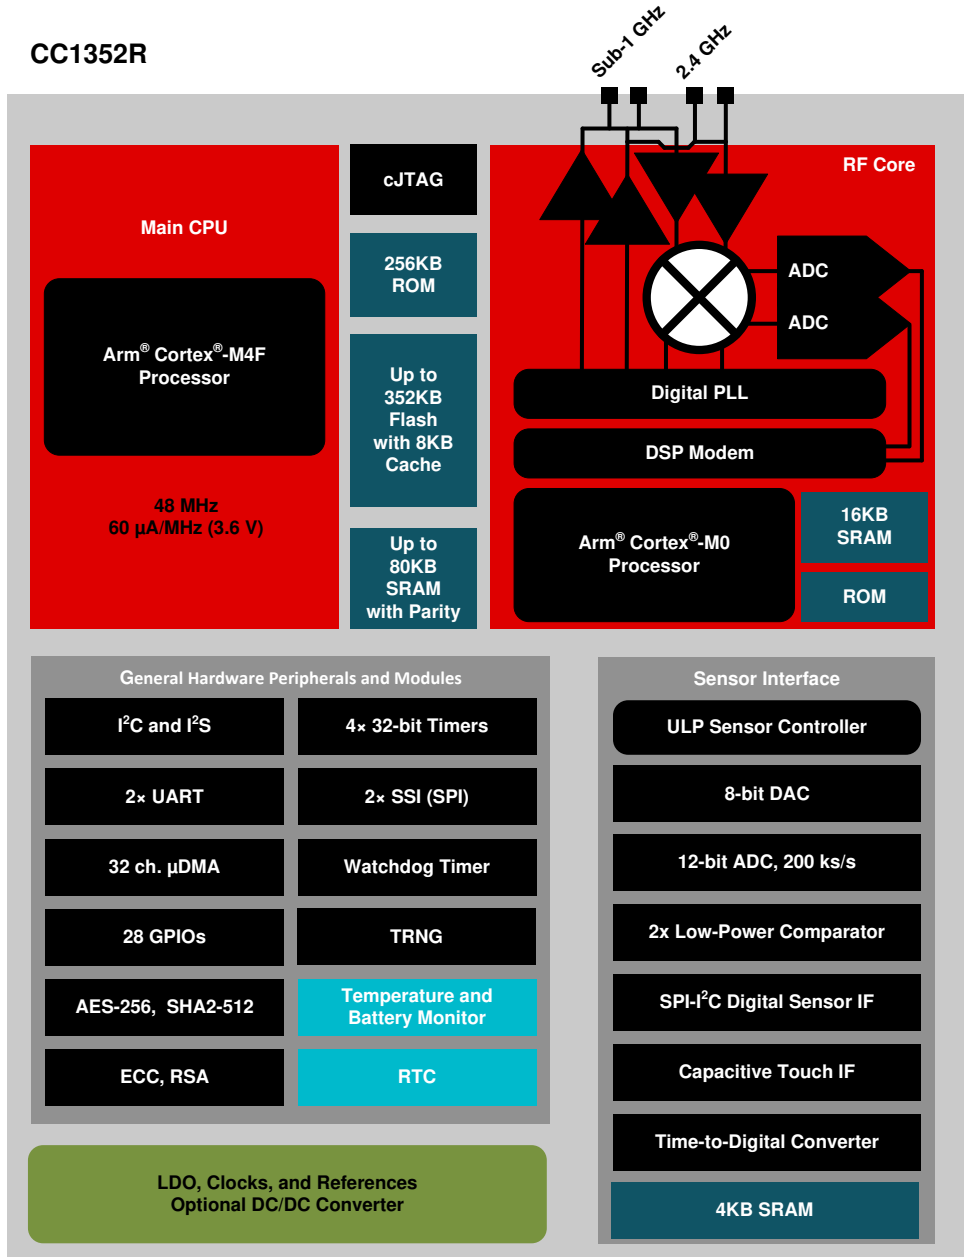 CC1352R
Sub-1 GHz
2.4 GHz
Main CPU
Arm® Cortex®-M4F
Processor
48 MHz
60 µA/MHz (3.6 V)
cJTAG
256KB
ROM
Up to
352KB
Flash
with 8KB
Cache
Up to
80KB
SRAM
with Parity
RF Core
ADC
ADC
Digital PLL
DSP Modem
Arm® Cortex®-M0
Processor
16KB
SRAM
ROM
General Hardware Peripherals and Modules
I²C and I²S
4× 32-bit Timers
2× UART
2× SSI (SPI)
32 ch. µDMA
Watchdog Timer
28 GPIOs
TRNG
AES-256, SHA2-512
Temperature and
Battery Monitor
ECC, RSA
RTC
LDO, Clocks, and References
Optional DC/DC Converter
Sensor Interface
ULP Sensor Controller
8-bit DAC
12-bit ADC, 200 ks/s
2x Low-Power Comparator
SPI-I²C Digital Sensor IF
Capacitive Touch IF
Time-to-Digital Converter
4KB SRAM